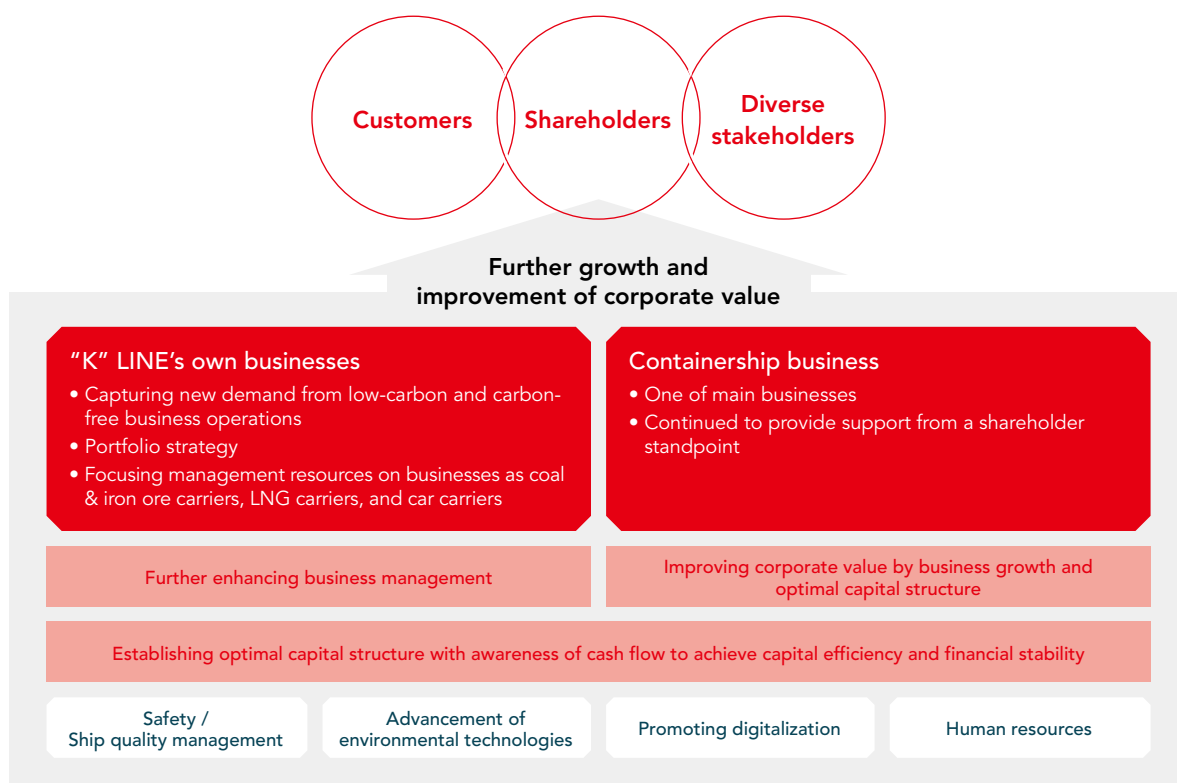 Customers
Shareholders
Diverse
stakeholders
Further growth and
improvement of corporate value
“K” LINE’s own businesses
• Capturing new demand from low-carbon and carbon-
free business operations
• Portfolio strategy
• Focusing management resources on businesses as coal
& iron ore carriers, LNG carriers, and car carriers
Containership business
• One of main businesses
• Continued to provide support from a shareholder
standpoint
Further enhancing business management
Improving corporate value by business growth and
optimal capital structure
Establishing optimal capital structure with awareness of cash flow to achieve capital efficiency and financial stability
Safety /
Ship quality management
Advancement of
environmental technologies
Promoting digitalization
Human resources